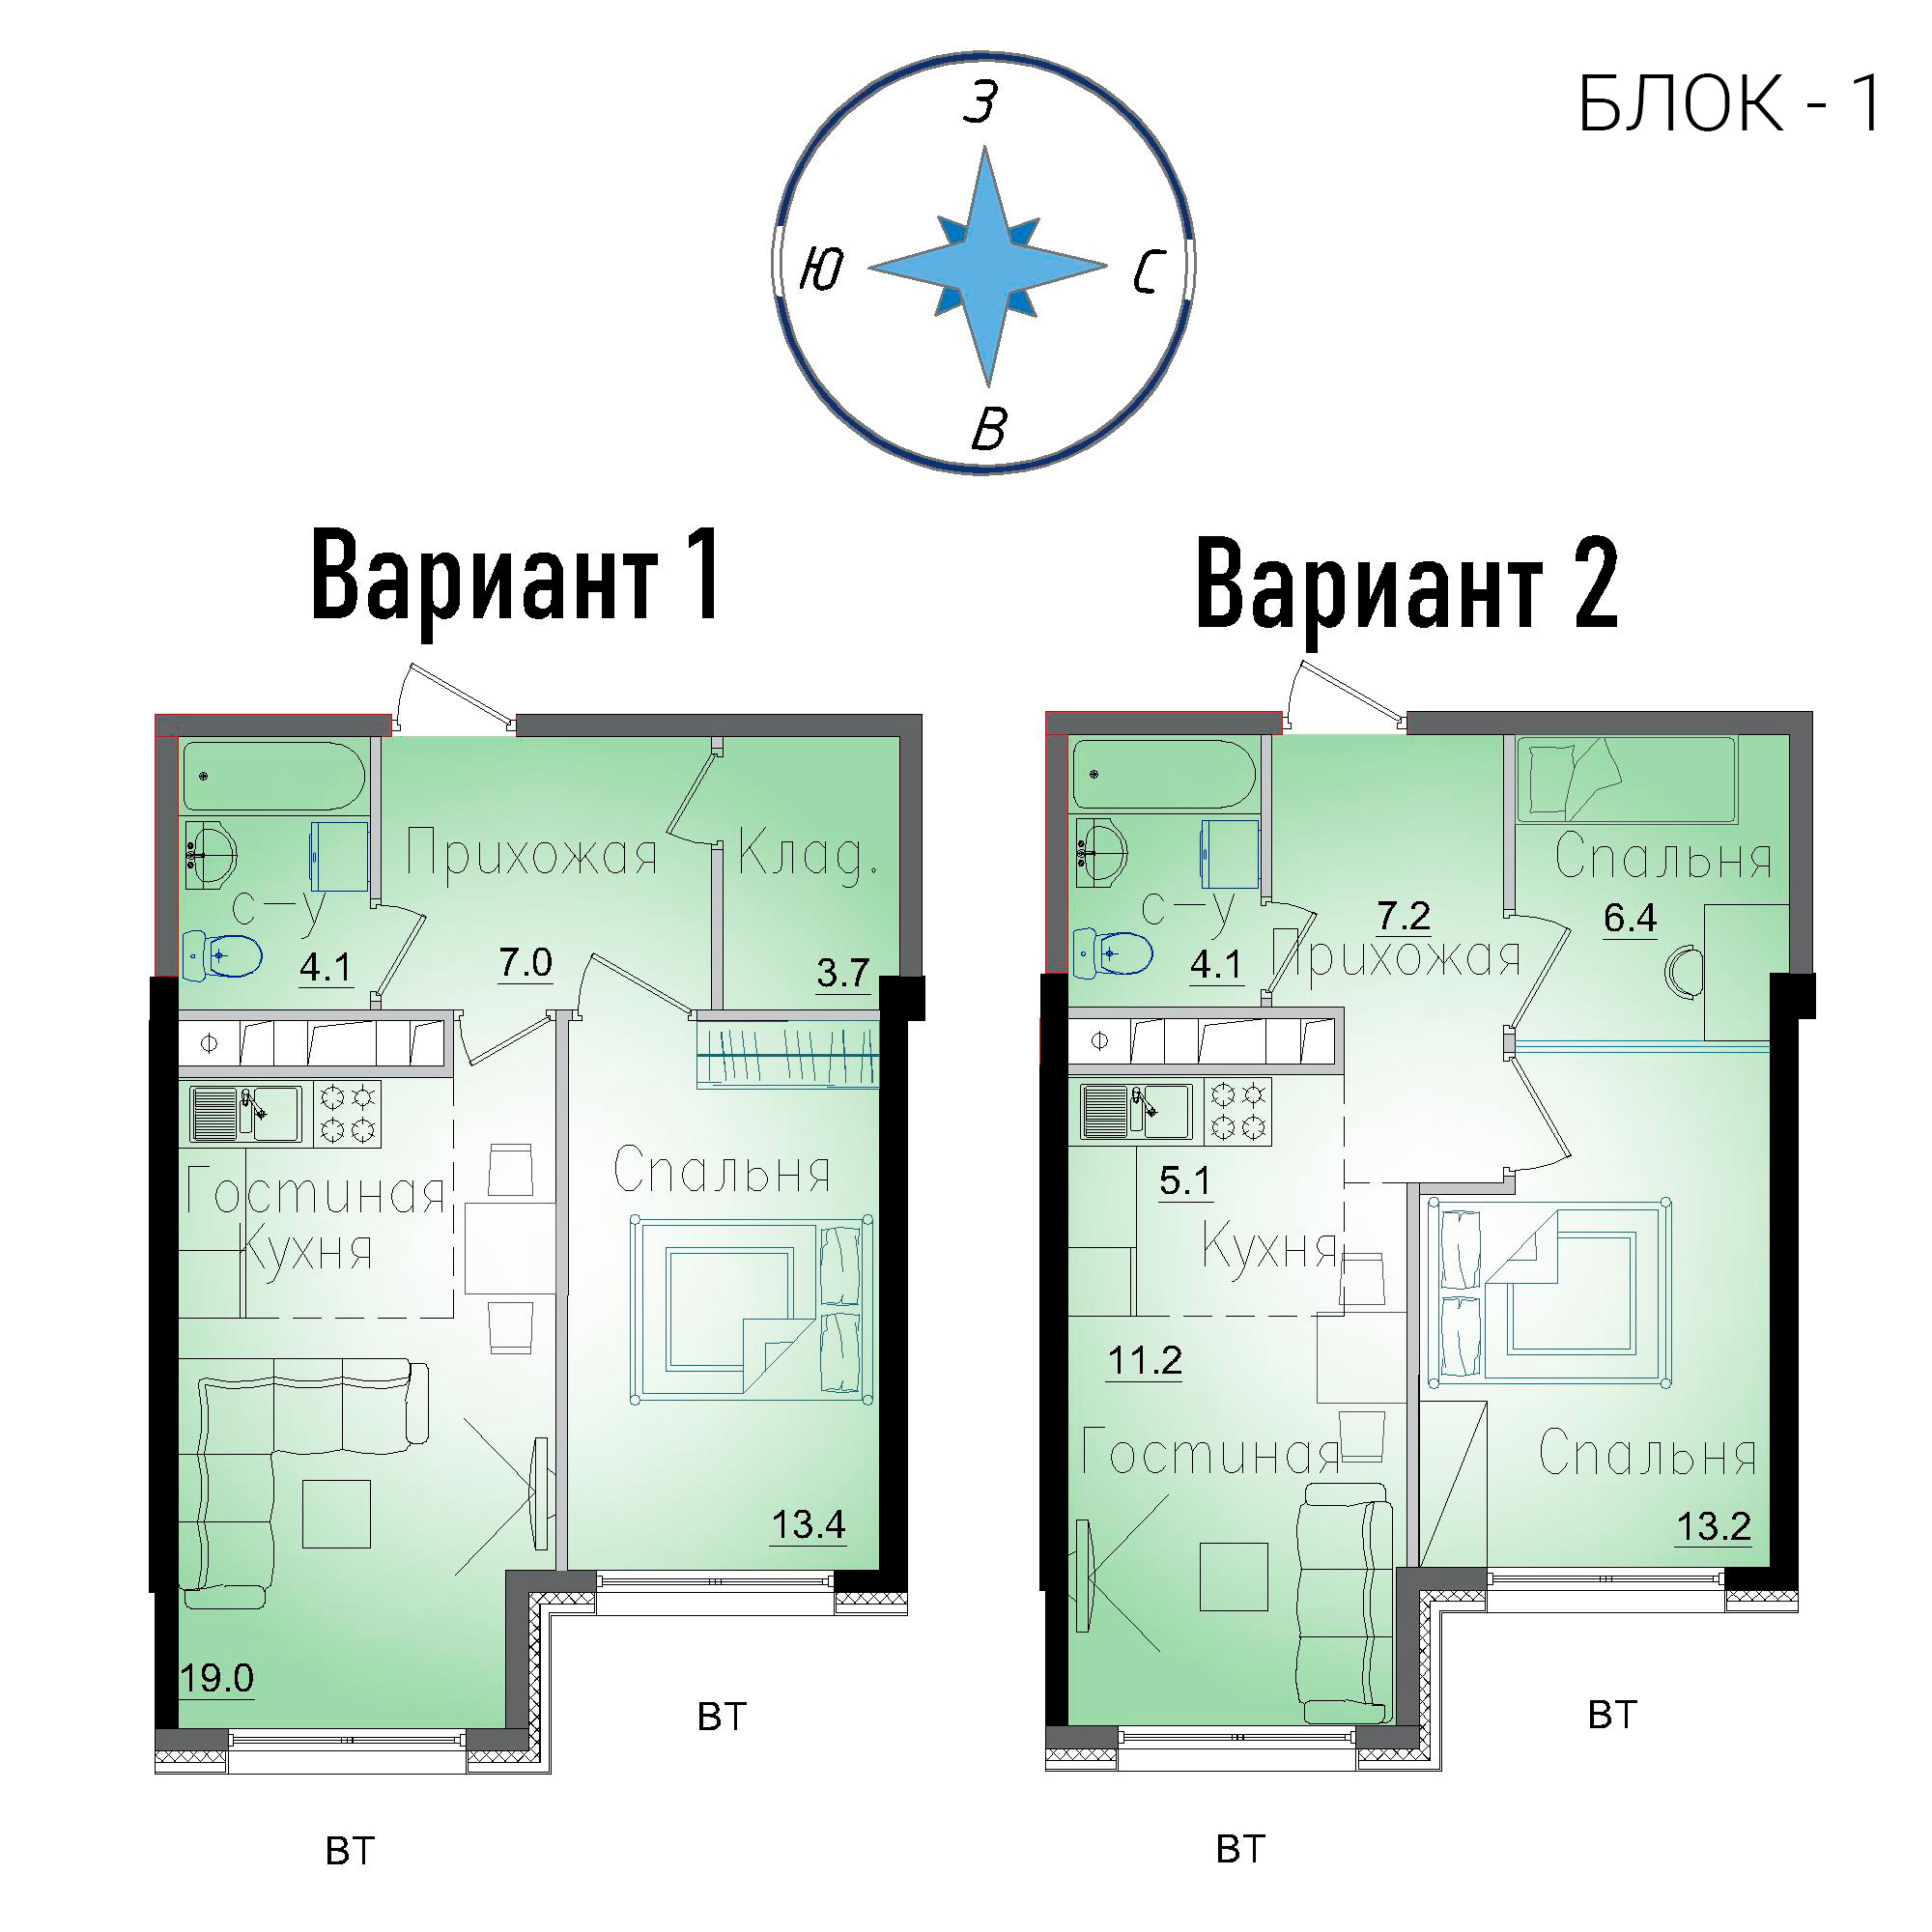 БЛОК - 1
З
Ю
С
В
Вариант 1
Прихожая
Клад.
с-у
4.1
7.0
3.7
Гостиная
Кухня
Спальня
13.4
19.0
ВТ
ВТ
Вариант 2
Спальня
с-у
7.2
6.4
Прихожая
4.1
5.1
Кухня
11.2
Гостиная
Спальня
13.2
ВТ
ВТ